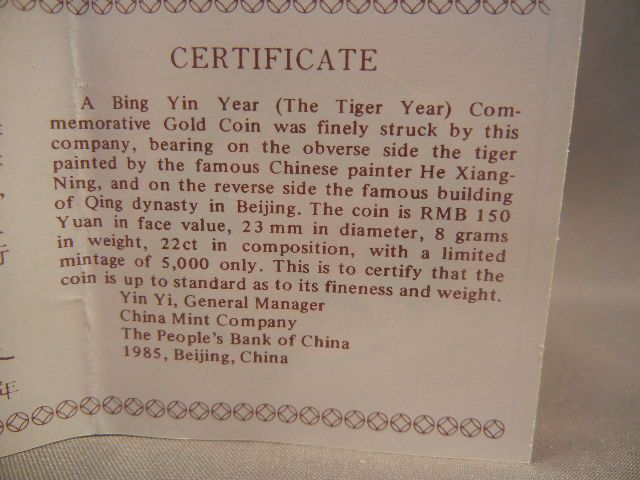 CERTIFICATE
A Bing Yin Year (The Tiger Year) Com-
memorative Gold Coin was finely struck by this
company, bearing on the obverse side the tiger
painted by the famous Chinese painter He Xiang-
Ning, and on the reverse side the famous building
of Qing dynasty in Beijing. The coin is RMB 150
Yuan in face value, 23 mm in diameter, 8 grams
in weight, 22ct in composition, with a limited
mintage of 5,000 only. This is to certify that the
coin is up to standard as to its fineness and weight.
Yin Yi, General Manager
China Mint Company
The People's Bank of China
1985, Beijing, China
年